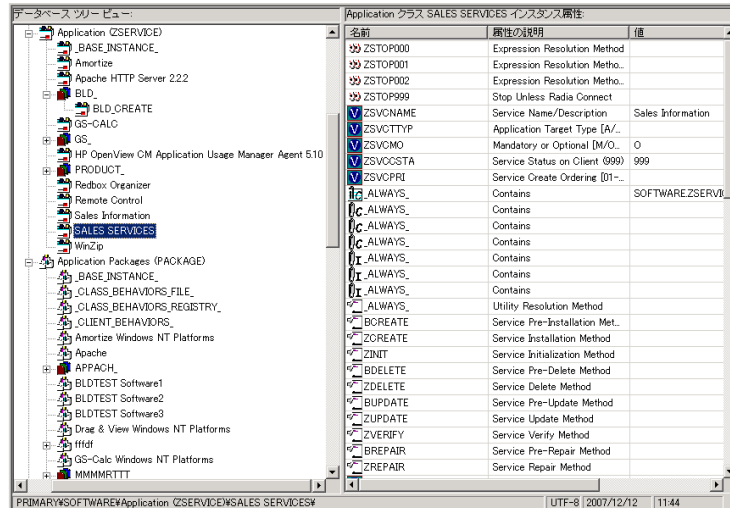 データベース ツリー ビュー:
Application (ZSERVICE)
_BASE_INSTANCE_
Amortize
Apache HTTP Server 2.2.2
BLD_
BLD_CREATE
GS-CALC
GS_
HP OpenView CM Application Usage Manager Agent 5.10
PRODUCT_
Redbox Organizer
Remote Control
Sales Information
SALES SERVICES
WinZip
Application Packages (PACKAGE)
_BASE_INSTANCE_
_CLASS_BEHAVIORS_FILE_
_CLASS_BEHAVIORS_REGISTRY_
_CLIENT_BEHAVIORS_
Amortize Windows NT Platforms
Apache
APPACH_
BLDTEST Software1
BLDTEST Software2
BLDTEST Software3
Drag & View Windows NT Platforms
fffdf
GS-Calc Windows NT Platforms
MMMMRTTT
Application クラス SALES SERVICES インスタンス属性:
名前 属性の説明 値
ZSTOP000 Expression Resolution Method
ZSTOP001 Expression Resolution Metho...
ZSTOP002 Expression Resolution Metho...
ZSTOP999 Stop Unless Radia Connect
V ZSVCNAME Service Name/Description Sales Information
V ZSVCTTYP Application Target Type [A/...
V ZSVCMO Mandatory or Optional [M/O... O
V ZSVCCSTA Service Status on Client (999) 999
V ZSVCPRI Service Create Ordering [01-...
_ALWAYS_ Contains SOFTWARE.ZSERVIC
_ALWAYS_ Contains
_ALWAYS_ Contains
_ALWAYS_ Contains
_ALWAYS_ Contains
_ALWAYS_ Contains
_ALWAYS_ Contains
_ALWAYS_ Utility Resolution Method
BCREATE Service Pre-Installation Met...
ZCREATE Service Installation Method
ZINIT Service Initialization Method
BDELETE Service Pre-Delete Method
ZDELETE Service Delete Method
BUPDATE Service Pre-Update Method
ZUPDATE Service Update Method
ZVERIFY Service Verify Method
BREPAIR Service Pre-Repair Method
ZREPAIR Service Repair Method
PRIMARY¥SOFTWARE¥Application (ZSERVICE)¥SALES SERVICES¥ UTF-8 2007/12/12 11:44